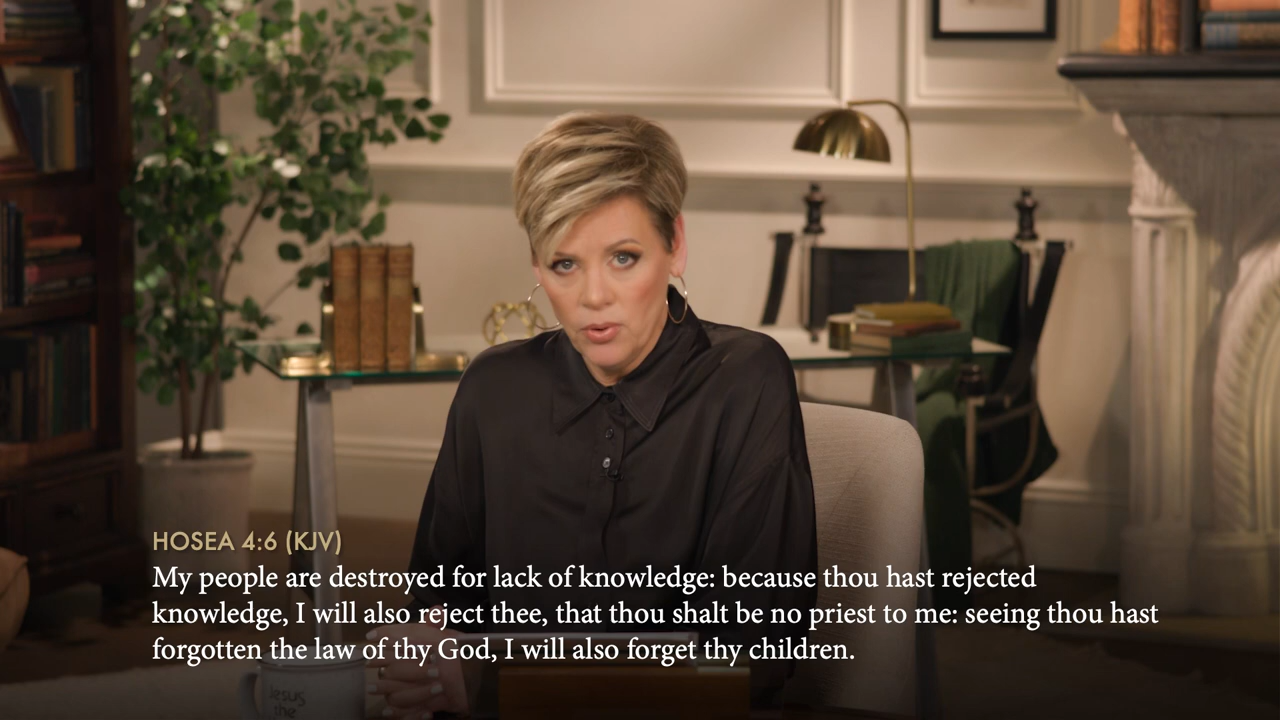 HOSEA 4:6 (KJV)
My people are destroyed for lack of knowledge: because thou hast rejected
knowledge, I will also reject thee, that thou shalt be no priest to me: seeing thou hast
forgotten the law of thy God, I will also forget thy children.
Jesus
the